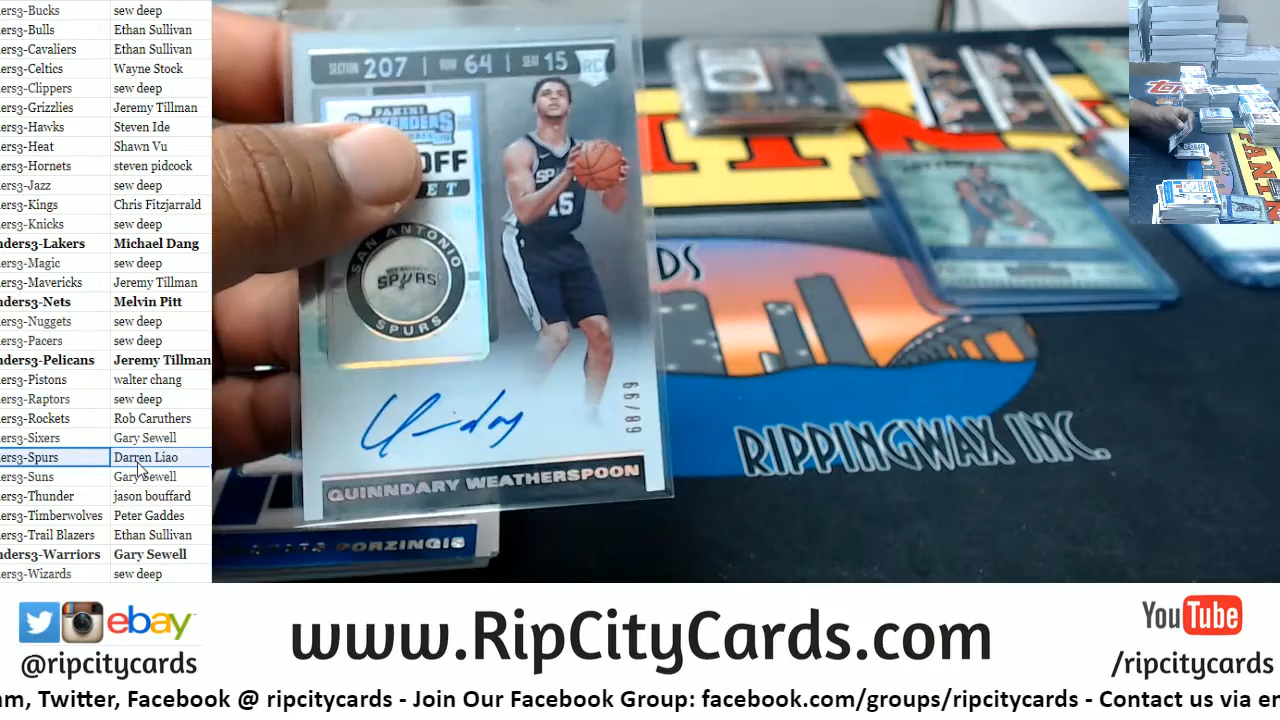 ers3-Bucks sew deep
ers3-Bulls Ethan Sullivan
ers3-Cavaliers Ethan Sullivan
ers3-Celtics Wayne Stock
ers3-Clippers sew deep
ers3-Grizzlies Jeremy Tillman
ers3-Hawks Steven Ide
ers3-Heat Shawn Vu
ers3-Hornets steven pidcock
ers3-Jazz sew deep
ers3-Kings Chris Fitzjarrald
ers3-Knicks sew deep
nders3-Lakers Michael Dang
ers3-Magic sew deep
ers3-Mavericks Jeremy Tillman
nders3-Nets Melvin Pitt
ers3-Nuggets sew deep
ers3-Pacers sew deep
nders3-Pelicans Jeremy Tillman
ers3-Pistons walter chang
ers3-Raptors sew deep
ers3-Rockets Rob Caruthers
ers3-Sixers Gary Sewell
ers3-Spurs Darren Liao
ers3-Suns Gary Sewell
ers3-Thunder jason bouffard
ers3-Timberwolves Peter Gaddes
ers3-Trail Blazers Ethan Sullivan
nders3-Warriors Gary Sewell
ers3-Wizards sew deep
SECTION 207 | ROW 64 | SEAT 15
RC
PANINI
OFF
ET
SAN ANTONIO
SPURS
SPURS
SPURS
15
68/99
QUINNDARY WEATHERSPOON
PORZINGIS
DS
RIPPINGWAX INC.
ebay
@ripcitycards
www.RipCityCards.com
YouTube
/ripcitycards
am, Twitter, Facebook @ ripcitycards - Join Our Facebook Group: facebook.com/groups/ripcitycards - Contact us via em